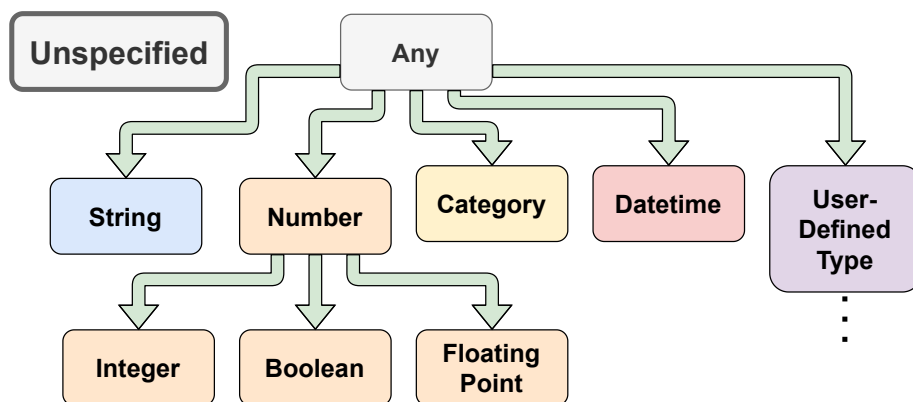 Unspecified
Any
String
Number
Category
Datetime
User-
Defined
Type
Integer
Boolean
Floating
Point